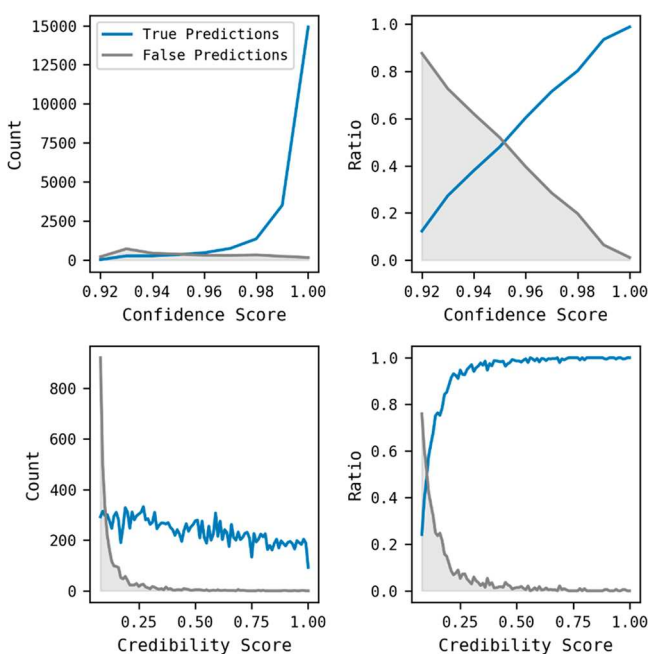 True Predictions
False Predictions
15000
12500
10000
7500
5000
2500
0
Count
0.92 0.94 0.96 0.98 1.00
Confidence Score
1.0
0.8
0.6
0.4
0.2
0.0
Ratio
0.92 0.94 0.96 0.98 1.00
Confidence Score
800
600
400
200
0
Count
0.25 0.50 0.75 1.00
Credibility Score
1.0
0.8
0.6
0.4
0.2
0.0
Ratio
0.25 0.50 0.75 1.00
Credibility Score